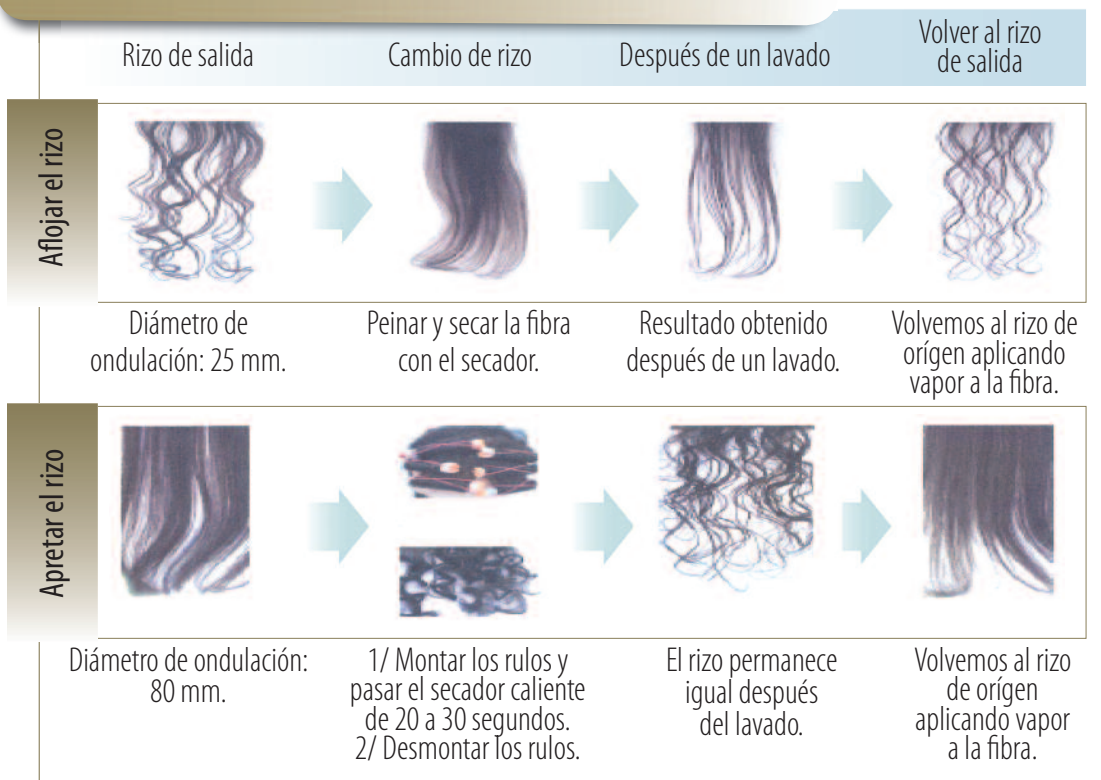 Rizo de salida
Cambio de rizo
Después de un lavado
Volver al rizo
de salida
Aflojar el rizo
Diámetro de
ondulación: 25 mm.
Peinar y secar la fibra
con el secador.
Resultado obtenido
después de un lavado.
Volvemos al rizo de
orígen aplicando
vapor a la fibra.
Apretar el rizo
Diámetro de ondulación:
80 mm.
1/ Montar los rulos y
pasar el secador caliente
de 20 a 30 segundos.
2/ Desmontar los rulos.
El rizo permanece
igual después
del lavado.
Volvemos al rizo
de orígen
aplicando vapor
a la fibra.